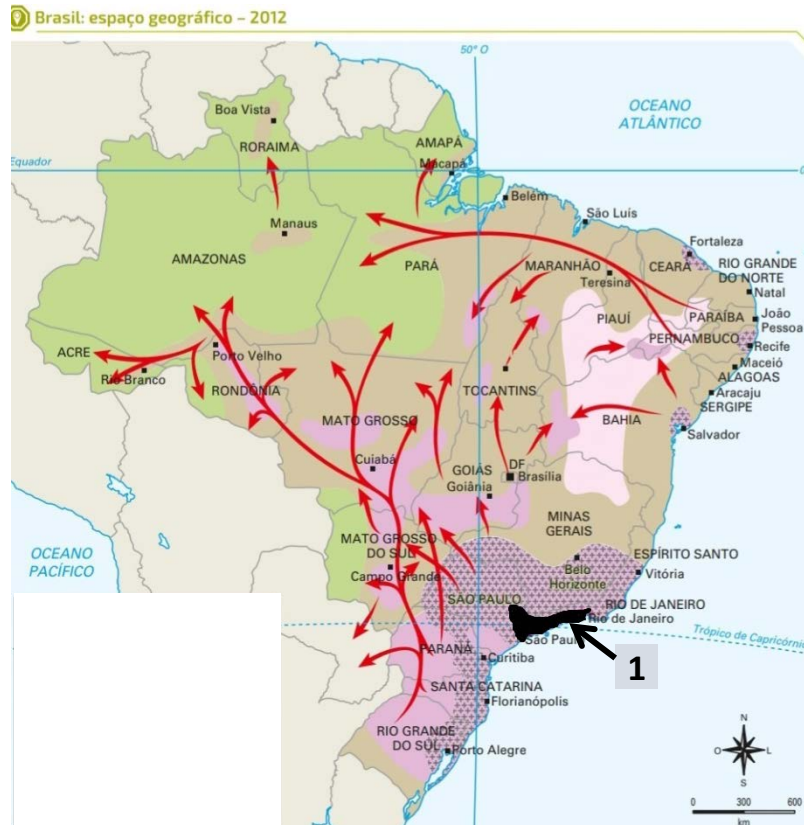 Brasil: espaço geográfico – 2012
50° O
OCEANO
ATLÂNTICO
Boa Vista
RORAIMA
AMAPÁ
Macapá
Equador
0
Belém
São Luís
Manaus
AMAZONAS
PARÁ
MARANHÃO
Teresina
Fortaleza
CEARÁ
RIO GRANDE
DO NORTE
Natal
PIAUÍ
PARAÍBA
João
Pessoa
PERNAMBUCO
Recife
Maceió
ALAGOAS
Aracaju
SERGIPE
ACRE
Rio Branco
Porto Velho
RONDÔNIA
TOCANTINS
MATO GROSSO
Cuiabá
BAHIA
Salvador
GOIÁS
Goiânia
DF
Brasília
MINAS
GERAIS
Belo
Horizonte
ESPÍRITO SANTO
Vitória
OCEANO
PACÍFICO
MATO GROSSO
DO SUL
Campo Grande
SÃO PAULO
RIO DE JANEIRO
Rio de Janeiro
São Pau
Trópico de Capricórni
1
PARANÁ
Curitiba
SANTA CATARINA
Florianópolis
RIO GRANDE
DO SUL
Porto Alegre
N
O
L
S
0 300 600
km